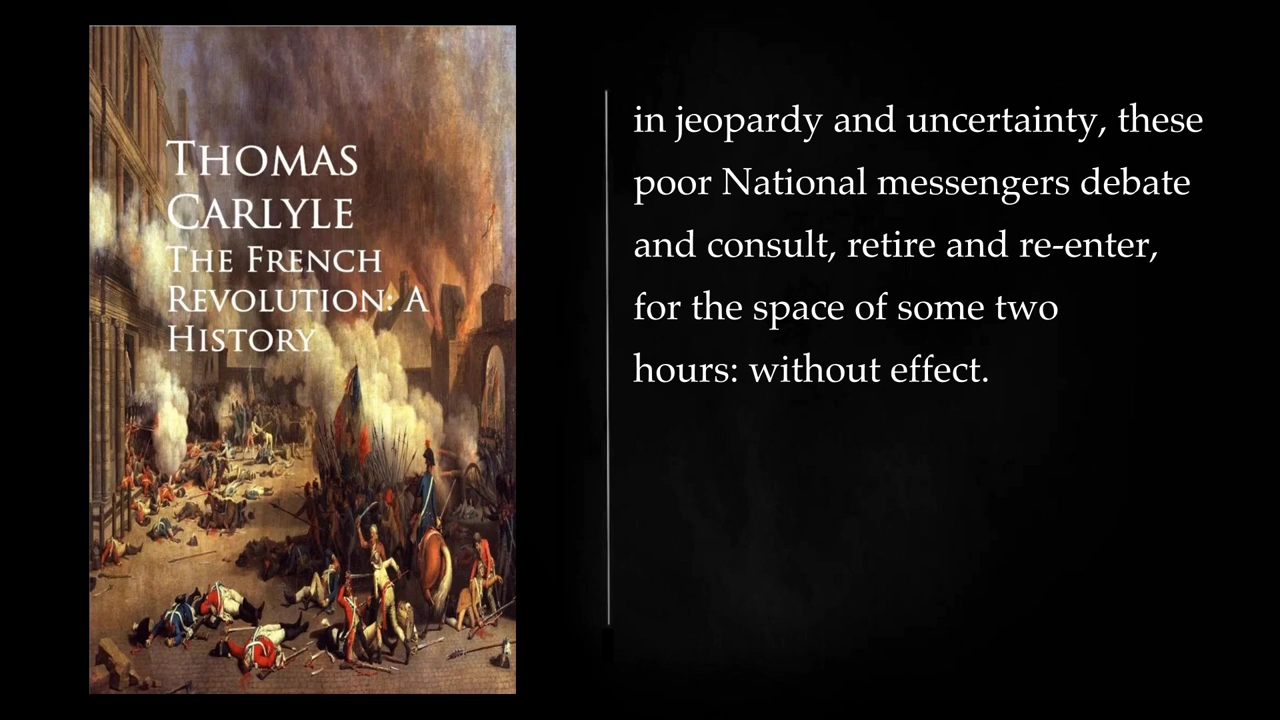 THOMAS
CARLYLE
THE FRENCH
REVOLUTION: A
HISTORY
in jeopardy and uncertainty, these
poor National messengers debate
and consult, retire and re-enter,
for the space of some two
hours: without effect.